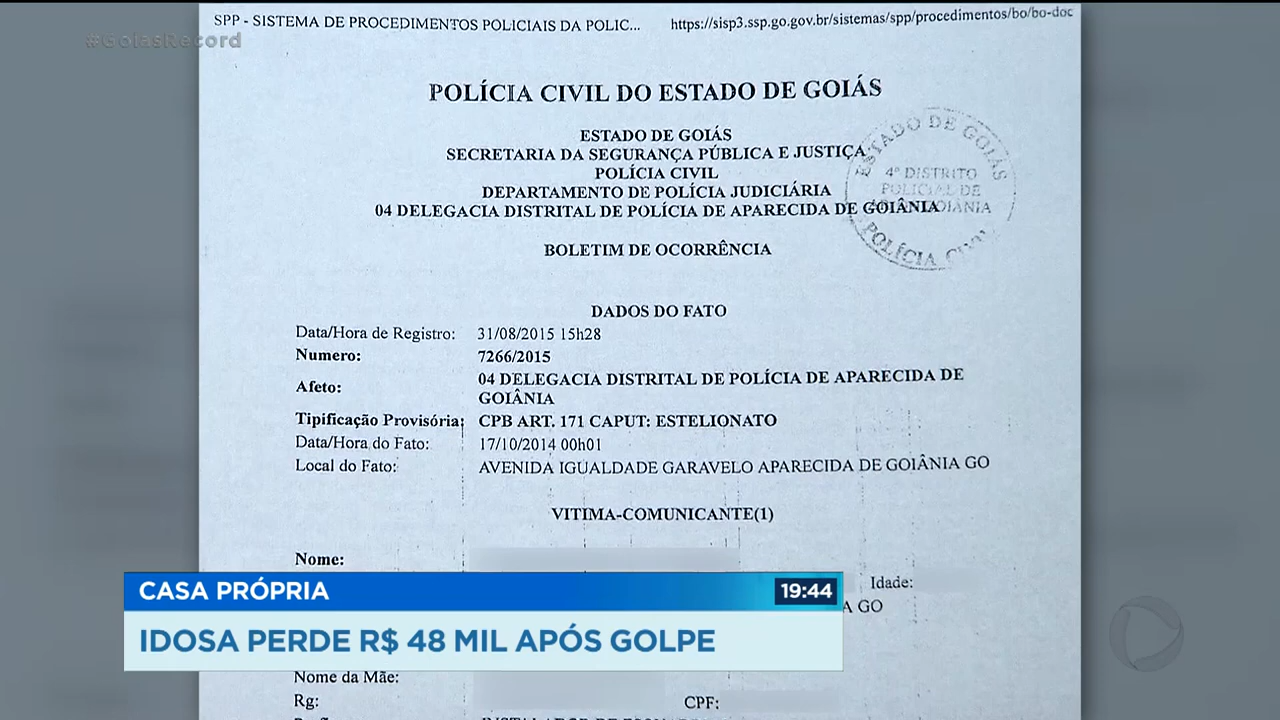 SPP - SISTEMA DE PROCEDIMENTOS POLICIAIS DA POLIC...
https://sisp3.ssp.go.gov.br/sistemas/spp/procedimentos/bo/bo-doc
#GoiásRecord
POLÍCIA CIVIL DO ESTADO DE GOIÁS
ESTADO DE GOIÁS
SECRETARIA DA SEGURANÇA PÚBLICA E JUSTIÇA
POLÍCIA CIVIL
DEPARTAMENTO DE POLÍCIA JUDICIÁRIA
04 DELEGACIA DISTRITAL DE POLÍCIA DE APARECIDA DE GOIÂNIA
ESTADO DE GOIÁS
4º DISTRITO
POLICIAL DE
GOIÂNIA
POLÍCIA CIVIL
BOLETIM DE OCORRÊNCIA
DADOS DO FATO
Data/Hora de Registro: 31/08/2015 15h28
Numero: 7266/2015
Afeto: 04 DELEGACIA DISTRITAL DE POLÍCIA DE APARECIDA DE
GOIÂNIA
Tipificação Provisória: CPB ART. 171 CAPUT: ESTELIONATO
Data/Hora do Fato: 17/10/2014 00h01
Local do Fato: AVENIDA IGUALDADE GARAVELO APARECIDA DE GOIÂNIA GO
VITIMA-COMUNICANTE(1)
Nome:
Idade:
A GO
CASA PRÓPRIA
19:44
IDOSA PERDE R$ 48 MIL APÓS GOLPE
Nome da Mãe:
Rg: CPF: